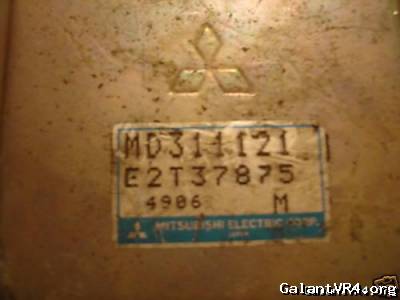 MD311121
E2T37875
4906 M
MITSUBISHI ELECTRIC CORP.
GalantVR4.org